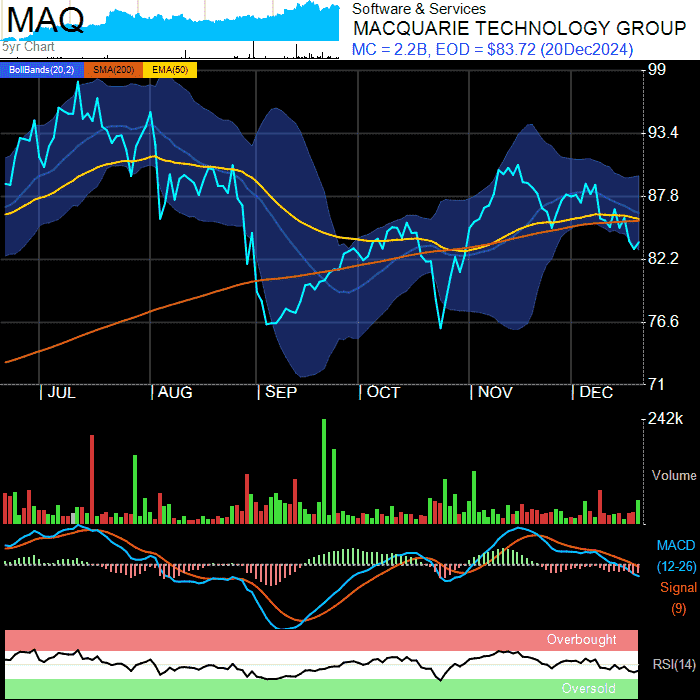 MAQ
5yr Chart
Software & Services
MACQUARIE TECHNOLOGY GROUP
MC = 2.2B, EOD = $83.72 (20Dec2024)
BollBands(20,2) SMA(200) EMA(50)
99
93.4
87.8
82.2
76.6
71
JUL AUG SEP OCT NOV DEC
242k
Volume
MACD
(12-26)
Signal
(9)
Overbought
RSI(14)
Oversold